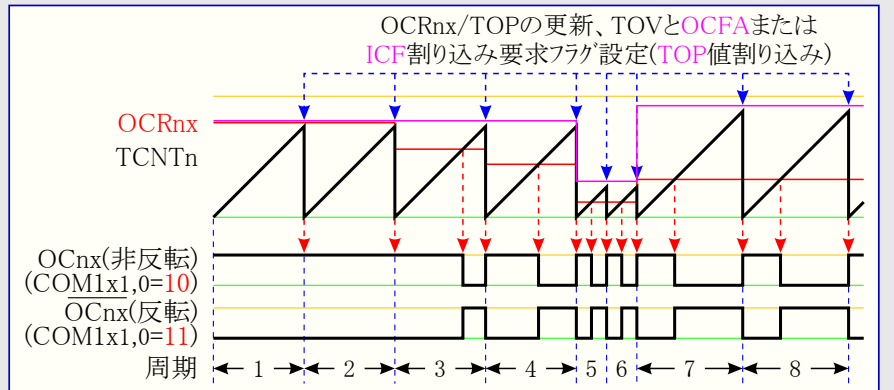 OCRnx/TOPの更新、TOVとOCFAまたは
ICF割り込み要求フラグ設定(TOP値割り込み)
OCRnx
TCNTn
OCnx(非反転)
(COM1x1,0=10)
OCnx(反転)
(COM1x1,0=11)
周期 1 2 3 4 5 6 7 8